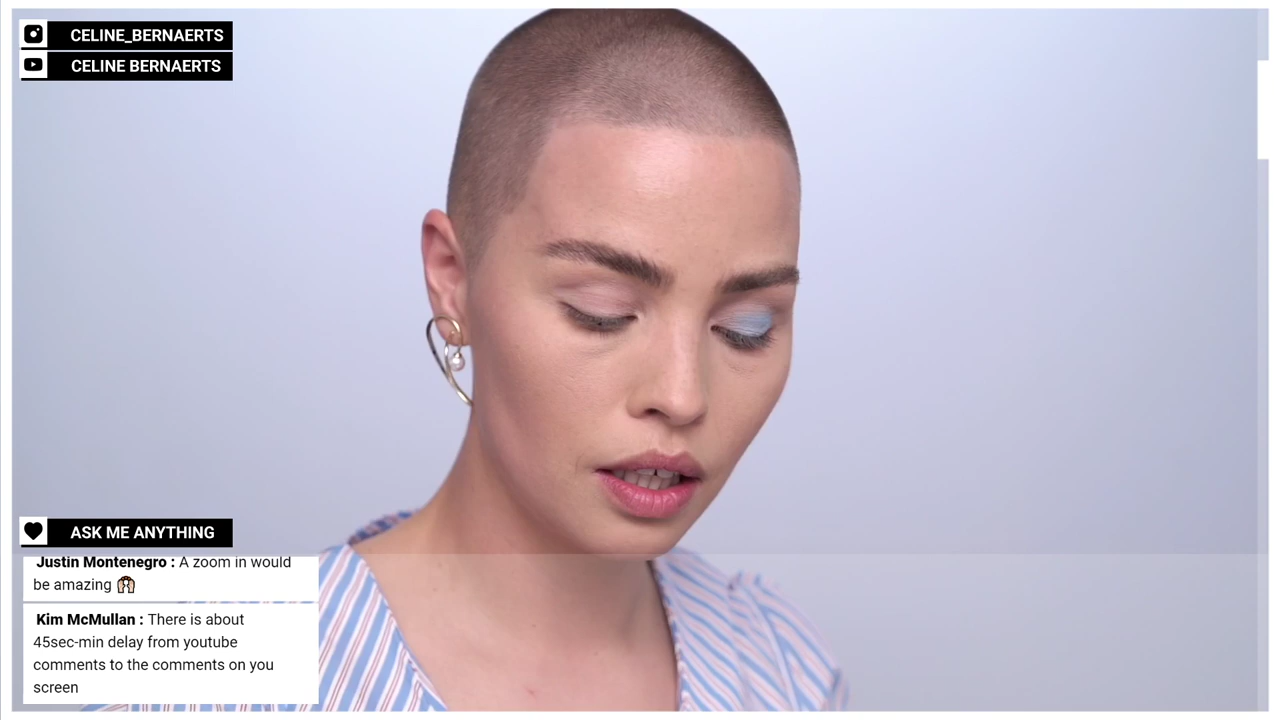 CELINE_BERNAERTS
CELINE BERNAERTS
ASK ME ANYTHING
Justin Montenegro : A zoom in would
be amazing 🙌
Kim McMullan : There is about
45sec-min delay from youtube
comments to the comments on you
screen